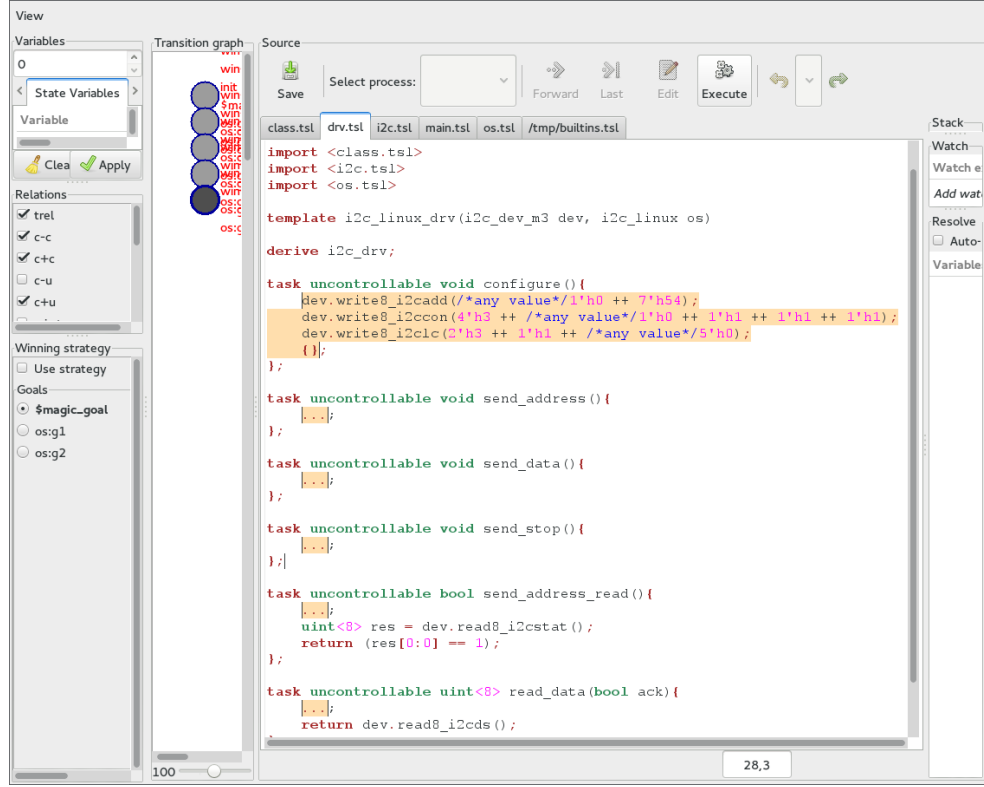 View
Variables
0
State Variables
Variable
Clea
Apply
Relations
trel
c-c
c+c
c-u
c+u
Winning strategy
Use strategy
Goals
$magic_goal
os:g1
os:g2
Transition graph
win
init
win
100
Source
Save
Select process:
Forward
Last
Edit
Execute
class.tsl
drv.tsl
i2c.tsl
main.tsl
os.tsl
/tmp/builtins.tsl
import <class.tsl>
import <i2c.tsl>
import <os.tsl>
template i2c_linux_drv(i2c_dev_m3 dev, i2c_linux os)
derive i2c_drv;
task uncontrollable void configure(){
dev.write8_i2cadd(/*any value*/1'h0 ++ 7'h54);
dev.write8_i2ccon(4'h3 ++ /*any value*/1'h0 ++ 1'h1 ++ 1'h1 ++ 1'h1);
dev.write8_i2clc(2'h3 ++ 1'h1 ++ /*any value*/5'h0);
{};
};
task uncontrollable void send_address(){
...;
};
task uncontrollable void send_data(){
...;
};
task uncontrollable void send_stop(){
...;
};
task uncontrollable bool send_address_read(){
...;
uint<8> res = dev.read8_i2cstat();
return (res[0:0] == 1);
};
task uncontrollable uint<8> read_data(bool ack){
...;
return dev.read8_i2cds();
28,3
Stack
Watch
Watch e
Add wat
Resolve
Auto-
Variable